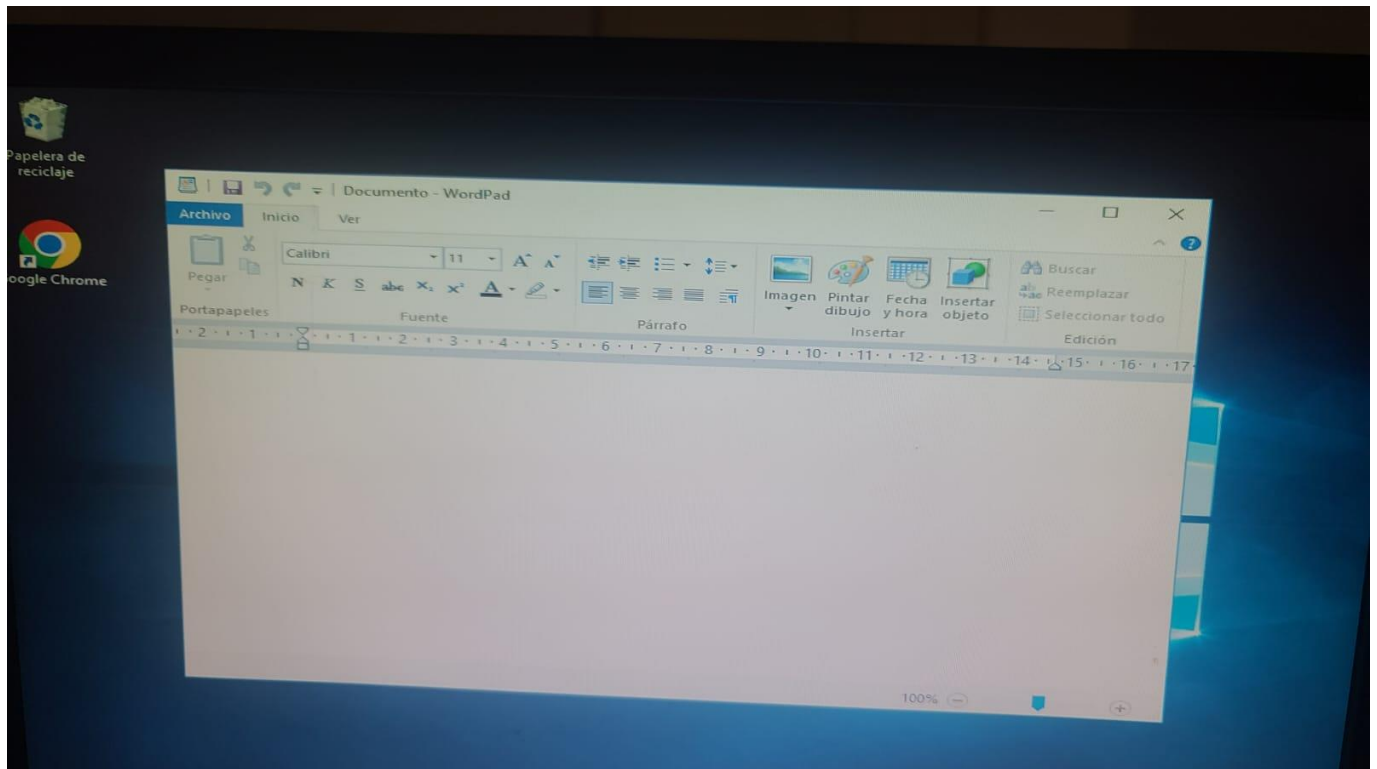 Papelera de
reciclaje
oogle Chrome
Documento - WordPad
Archivo Inicio Ver
Pegar
Portapapeles
Calibri 11 A A
N K S abc X₂ x² A
Fuente
Párrafo
Imagen Pintar dibujo Fecha y hora Insertar objeto
Insertar
Buscar
Reemplazar
Seleccionar todo
Edición
2 1 1 2 3 4 5 6 7 8 9 10 11 12 13 14 15 16 17
100%